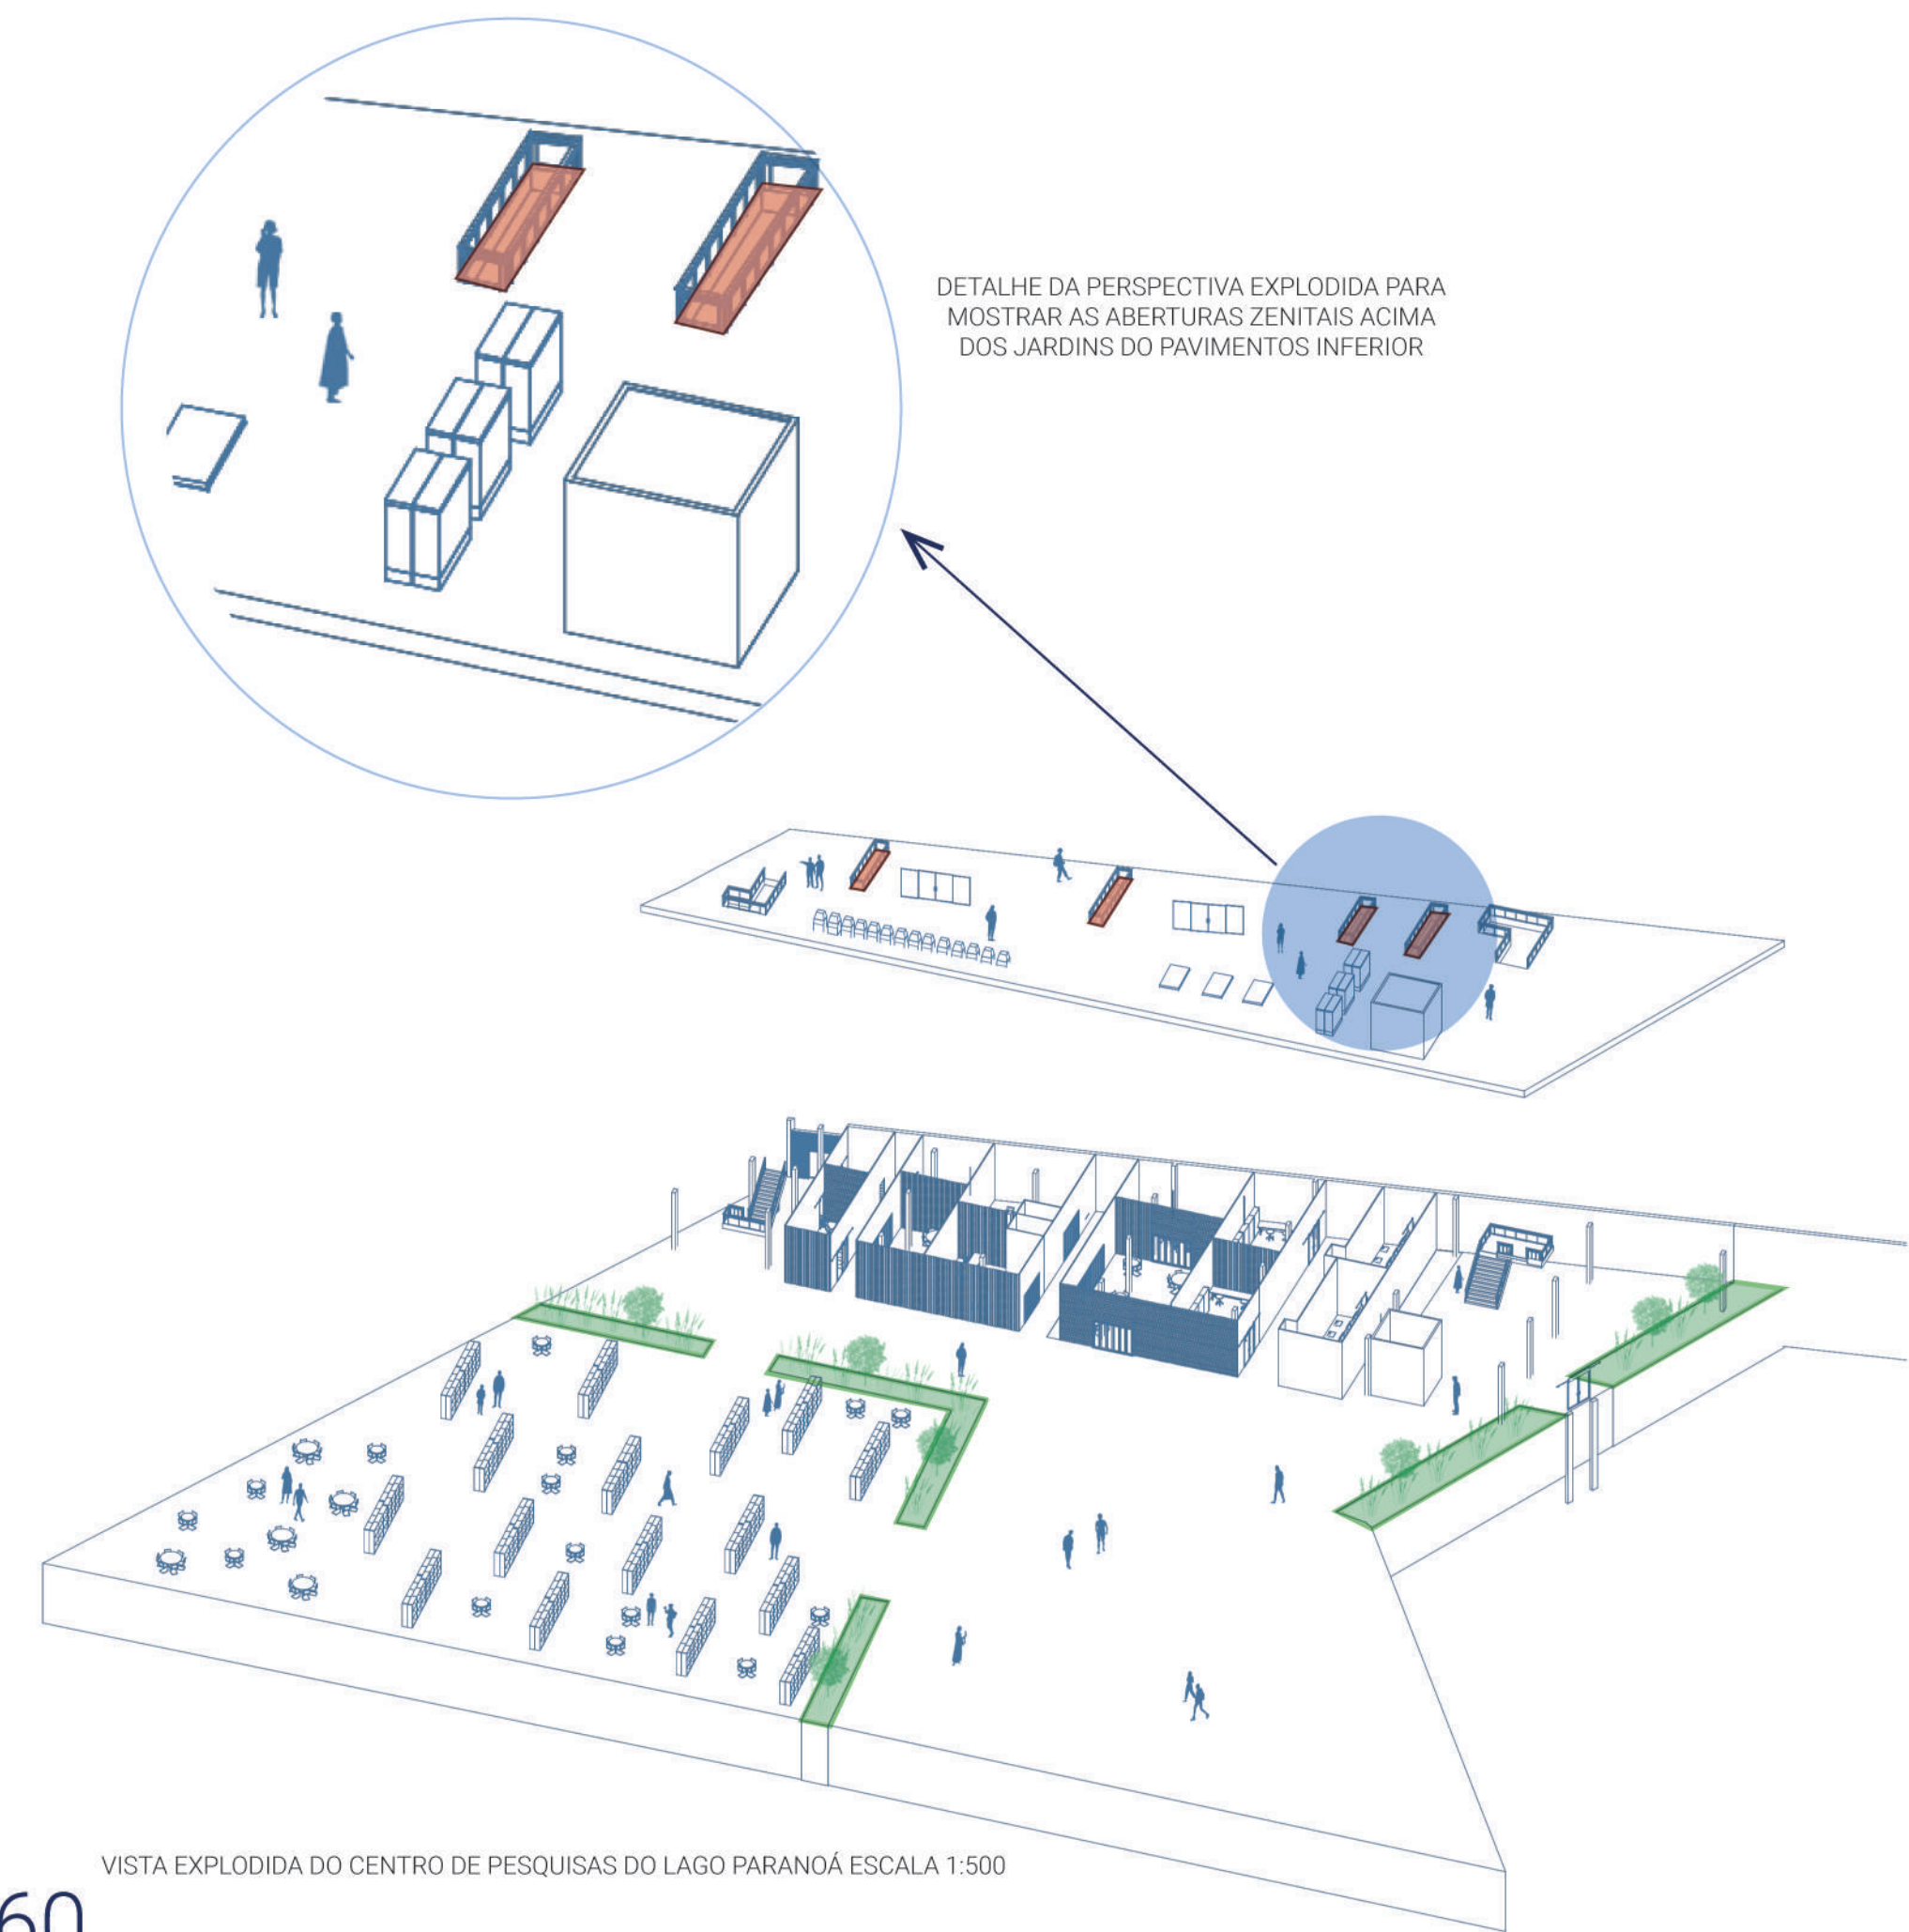 DETALHE DA PERSPECTIVA EXPLODIDA PARA
MOSTRAR AS ABERTURAS ZENITAIS ACIMA
DOS JARDINS DO PAVIMENTOS INFERIOR
VISTA EXPLODIDA DO CENTRO DE PESQUISAS DO LAGO PARANOÁ ESCALA 1:500
60